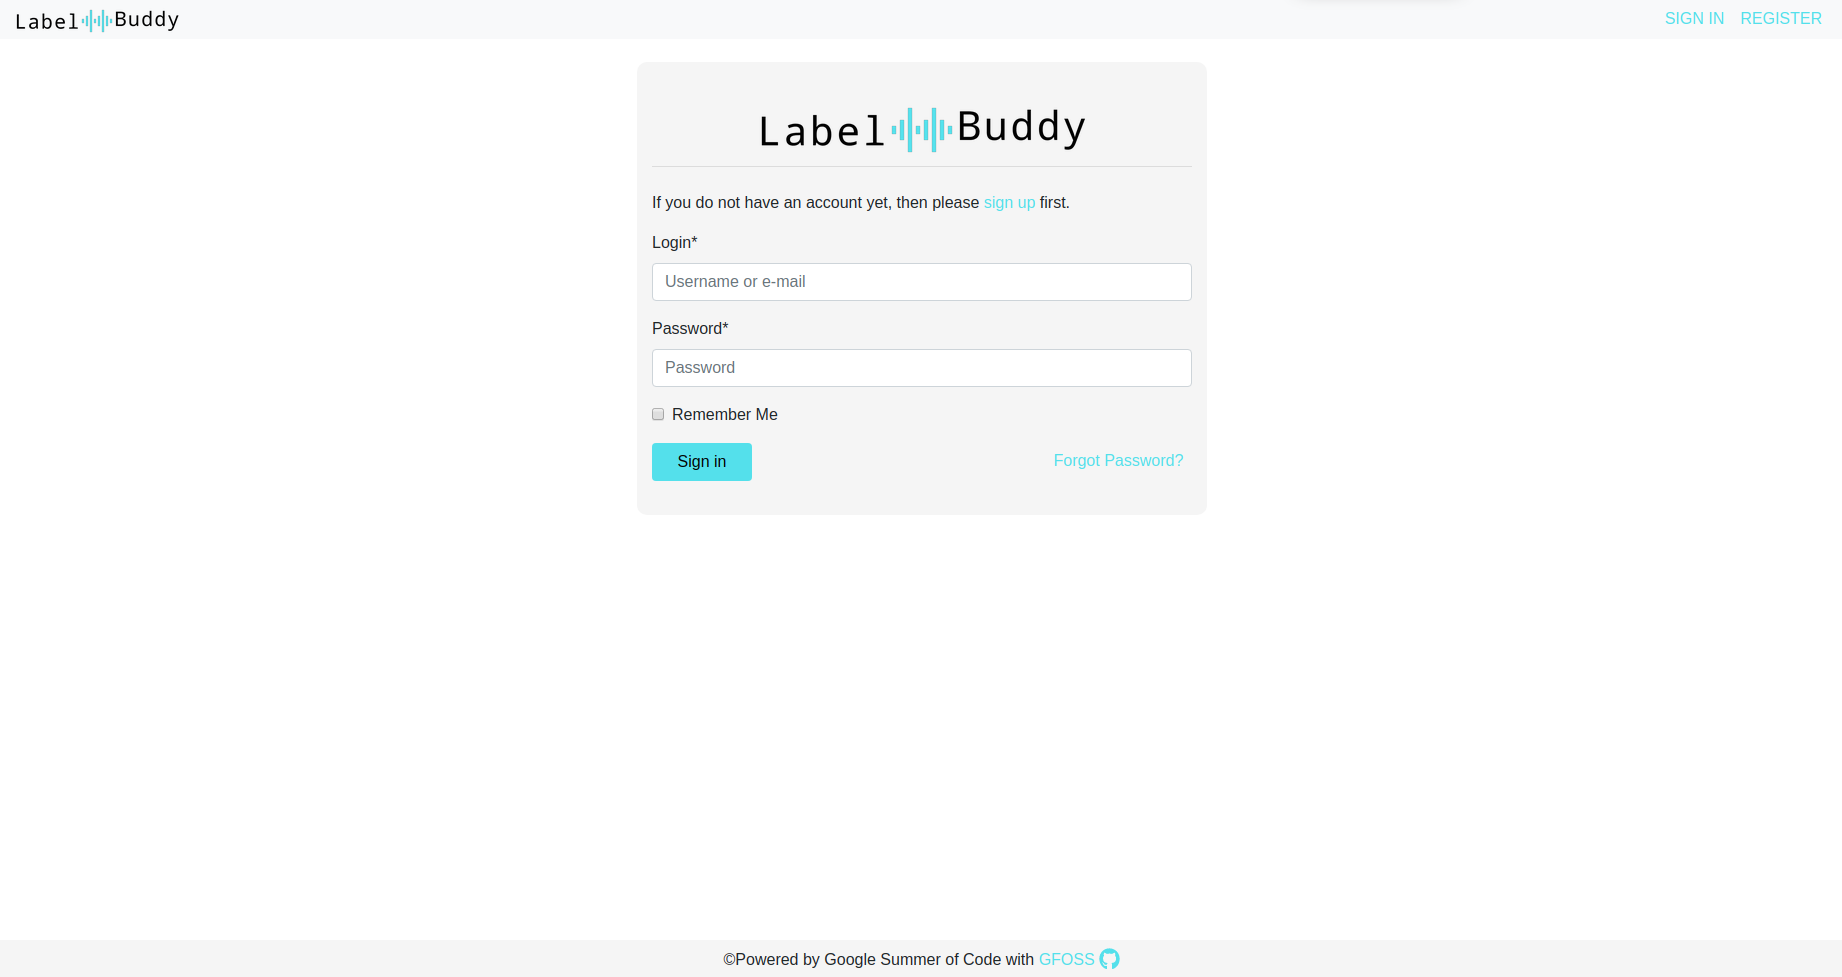 Label Buddy
SIGN IN REGISTER
Label Buddy
If you do not have an account yet, then please sign up first.
Login*
Username or e-mail
Password*
Password
Remember Me
Sign in
Forgot Password?
©Powered by Google Summer of Code with GFOSS